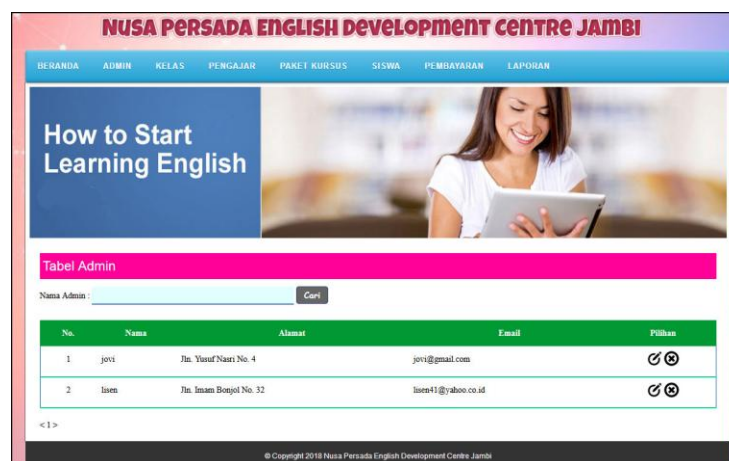 Nusa Persada English Development Centre Jambi
BERANDA ADMIN KELAS PENGAJAR PAKET KURSUS SISWA PEMBAYARAN LAPORAN
How to Start
Learning English
Tabel Admin
Nama Admin : Cari
No. Nama Alamat Email Pilihan
1 jovi Jln. Yusuf Nasri No. 4 jovi@gmail.com
2 lisen Jln. Imam Bonjol No. 32 lisen41@yahoo.co.id
< 1 >
© Copyright 2018 Nusa Persada English Development Centre Jambi